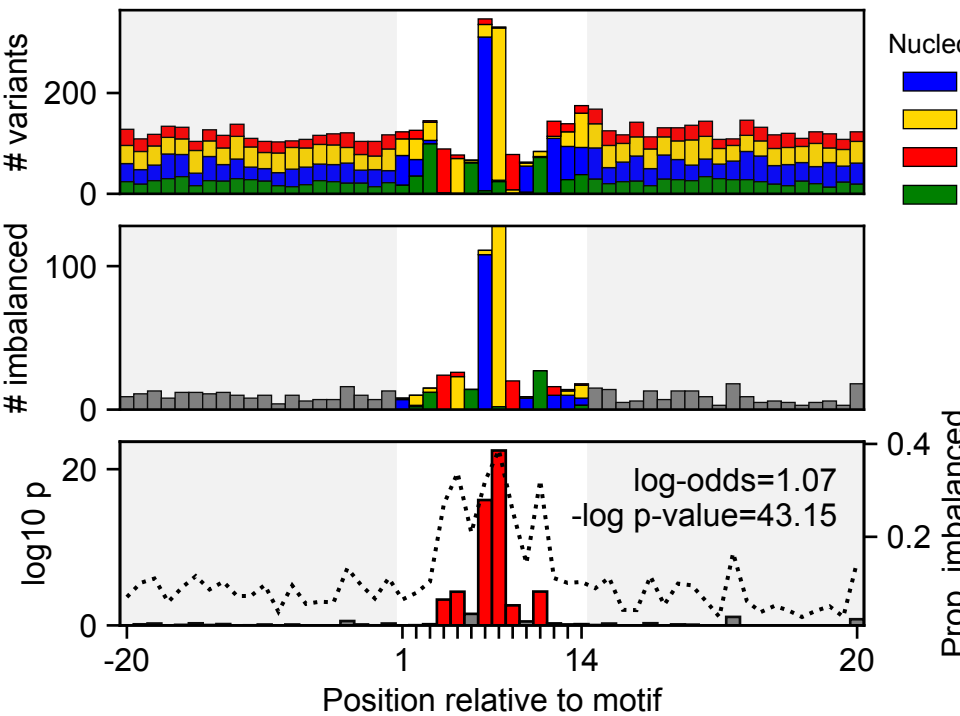 # variants
200
0
Nucleo
# imbalanced
100
0
log10 p
20
0
log-odds=1.07
-log p-value=43.15
0.4
0.2
Prop. imbalanced
-20
1
14
20
Position relative to motif